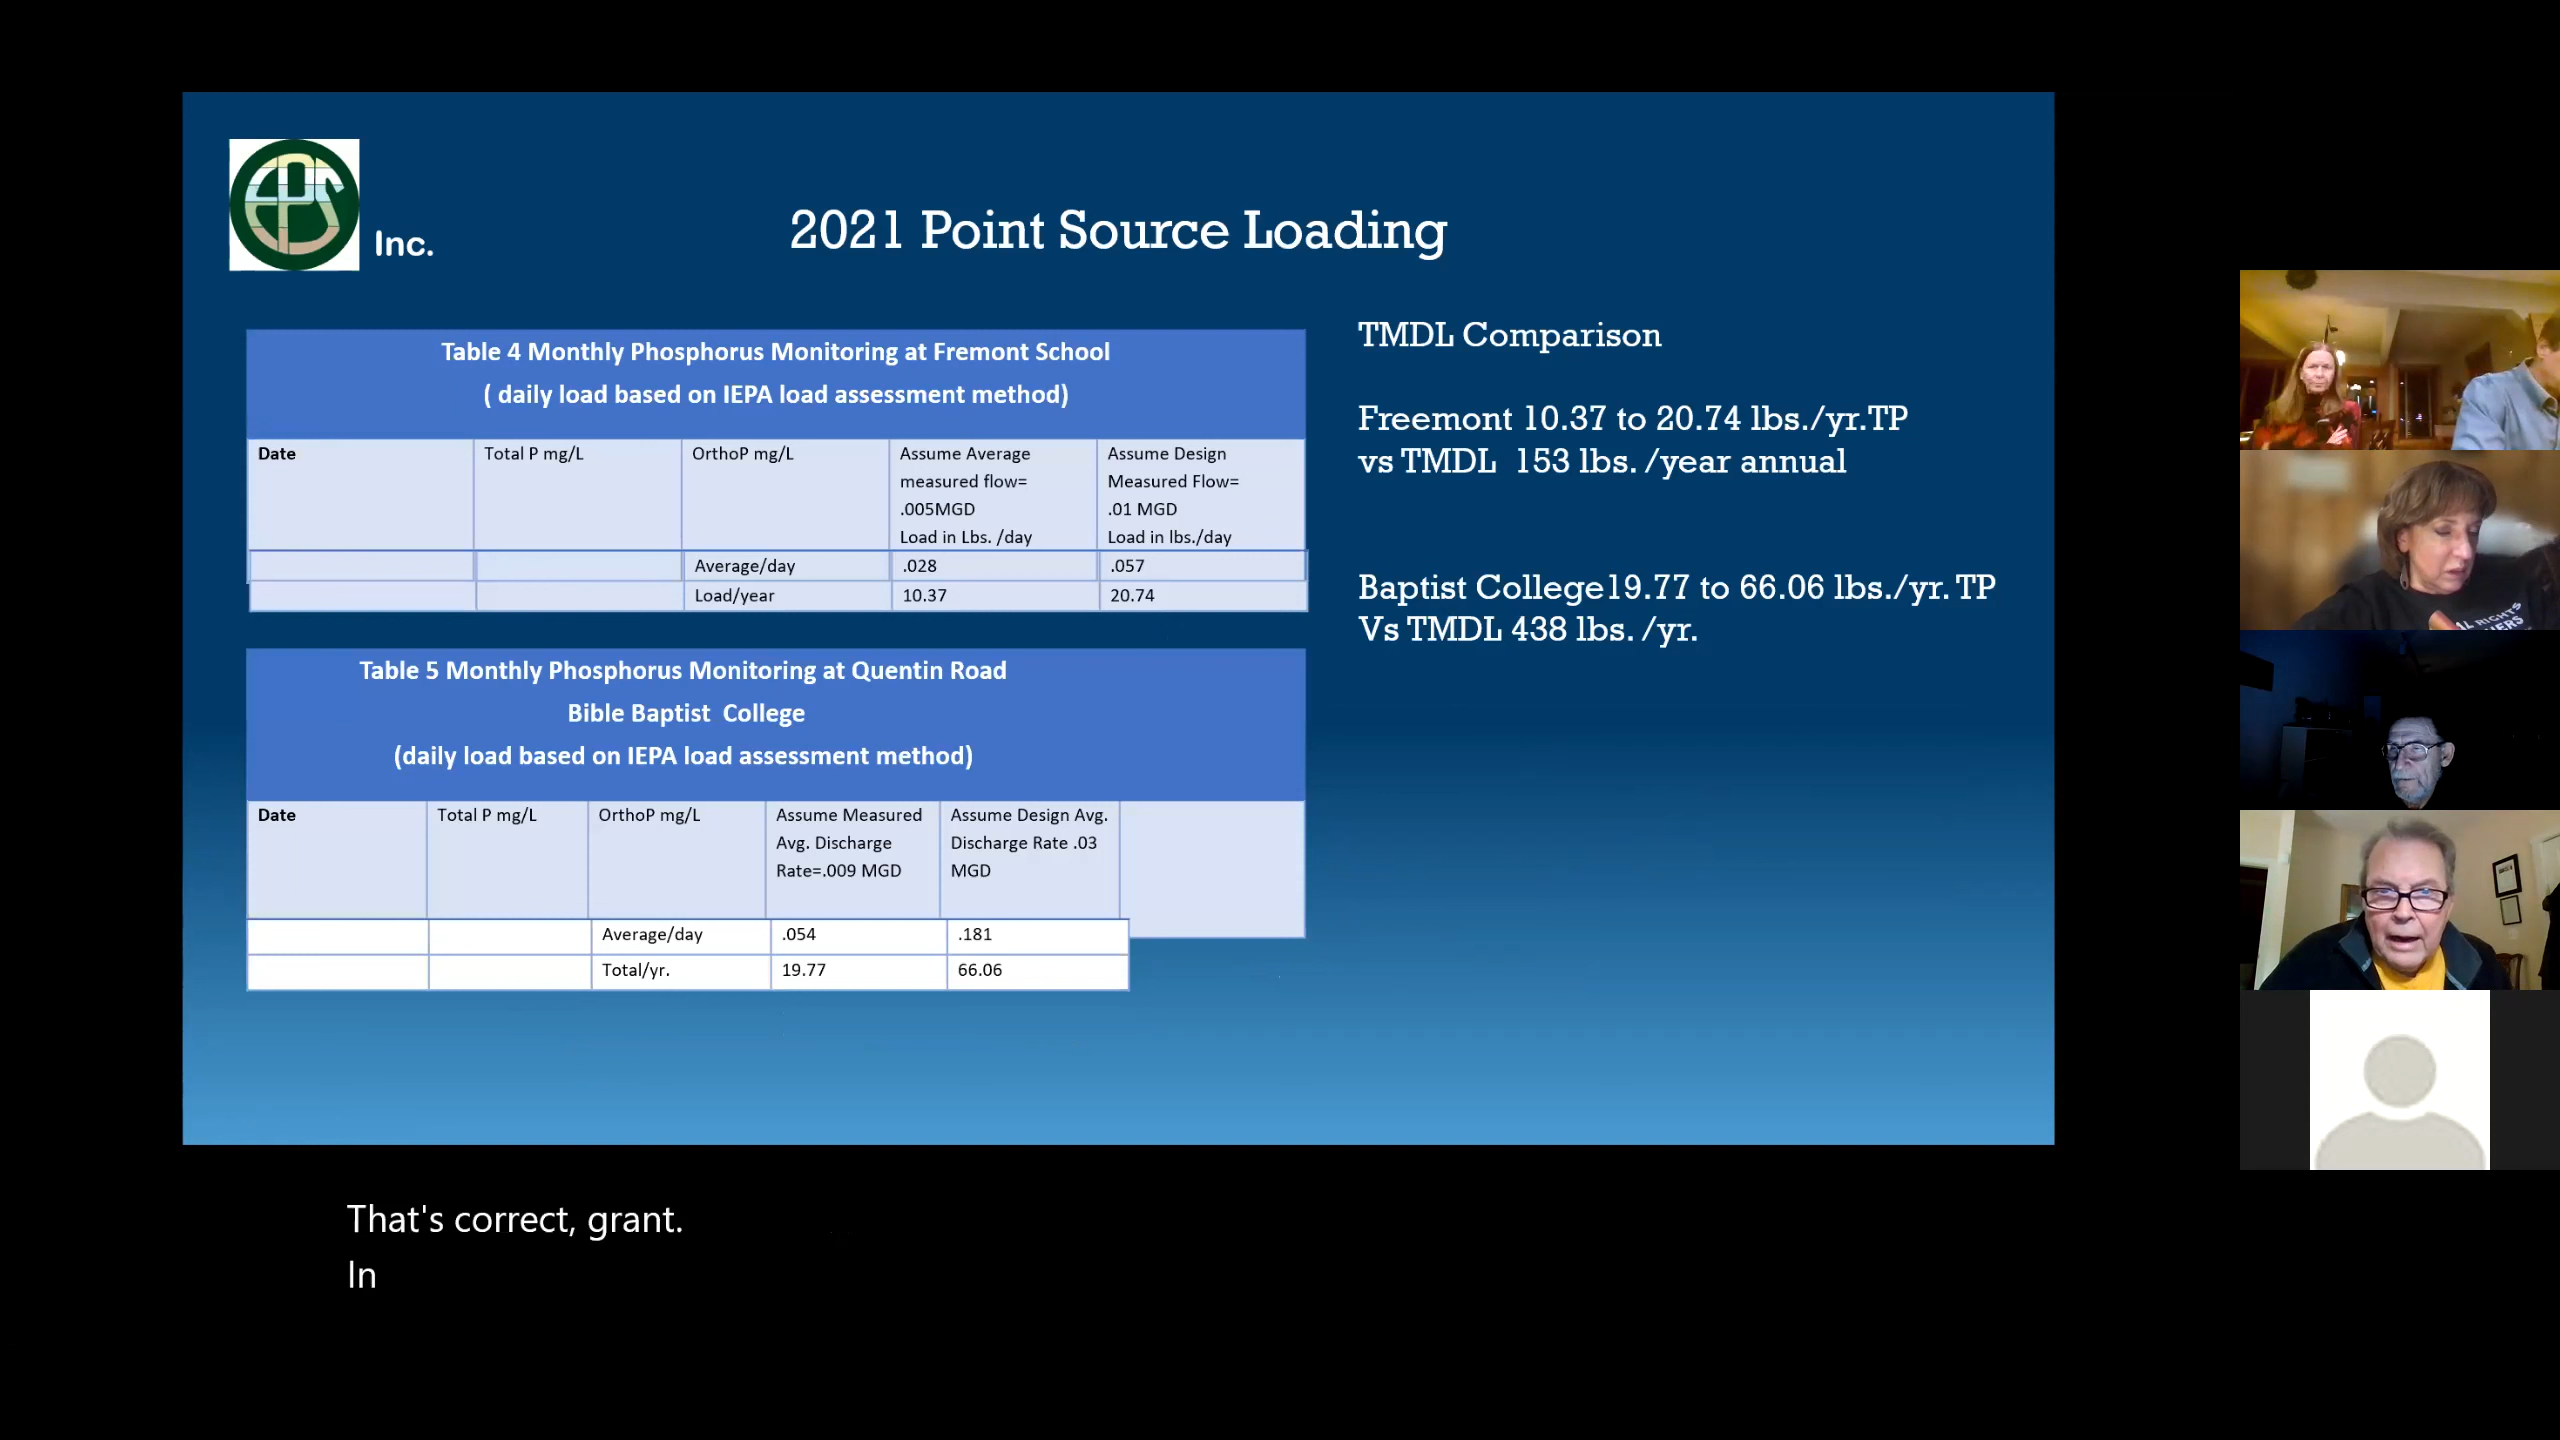 EPS
Inc.
2021 Point Source Loading
Table 4 Monthly Phosphorus Monitoring at Fremont School
( daily load based on IEPA load assessment method)
Date
Total P mg/L
OrthoP mg/L
Assume Average
measured flow=
.005MGD
Load in Lbs. /day
Assume Design
Measured Flow=
.01 MGD
Load in lbs./day
Average/day
.028
.057
Load/year
10.37
20.74
Table 5 Monthly Phosphorus Monitoring at Quentin Road
Bible Baptist College
(daily load based on IEPA load assessment method)
Date
Total P mg/L
OrthoP mg/L
Assume Measured
Avg. Discharge
Rate=.009 MGD
Assume Design Avg.
Discharge Rate .03
MGD
Average/day
.054
.181
Total/yr.
19.77
66.06
TMDL Comparison
Freemont 10.37 to 20.74 lbs./yr.TP
vs TMDL 153 lbs. /year annual
Baptist College19.77 to 66.06 lbs./yr. TP
Vs TMDL 438 lbs. /yr.
RIGHTS
That's correct, grant.
In